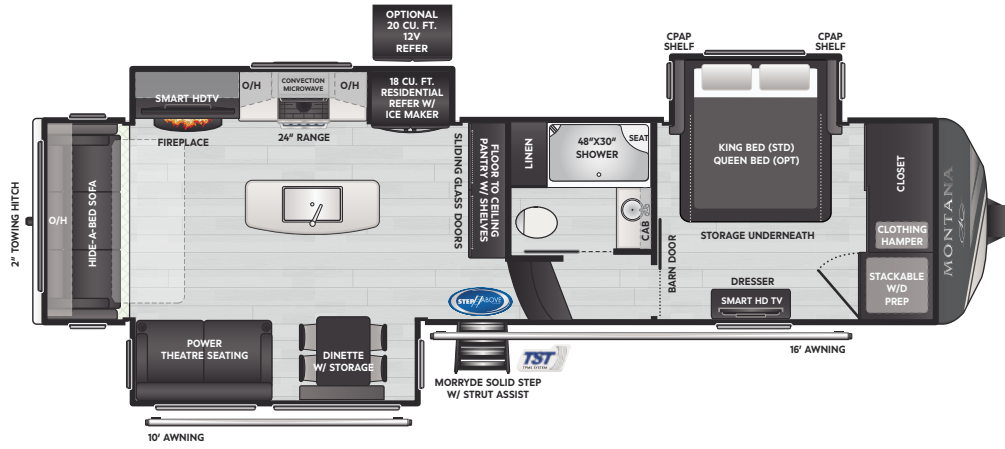 OPTIONAL
20 CU. FT.
12V
REFER
CPAP
SHELF
CPAP
SHELF
SMART HDTV
O/H
CONVECTION
MICROWAVE
O/H
18 CU. FT.
RESIDENTIAL
REFER W/
ICE MAKER
FIREPLACE
24" RANGE
2" TOWING HITCH
O/H
HIDE-A-BED SOFA
SLIDING GLASS DOORS
FLOOR TO CEILING
PANTRY W/ SHELVES
LINEN
48"X30"
SHOWER
SEAT
CAB
KING BED (STD)
QUEEN BED (OPT)
STORAGE UNDERNEATH
BARN DOOR
CLOSET
CLOTHING
HAMPER
STACKABLE
W/D
PREP
MONTANA
DRESSER
SMART HD TV
STEP ABOVE
POWER
THEATRE SEATING
DINETTE
W/ STORAGE
16' AWNING
TST
MORRYDE SOLID STEP
W/ STRUT ASSIST
10' AWNING